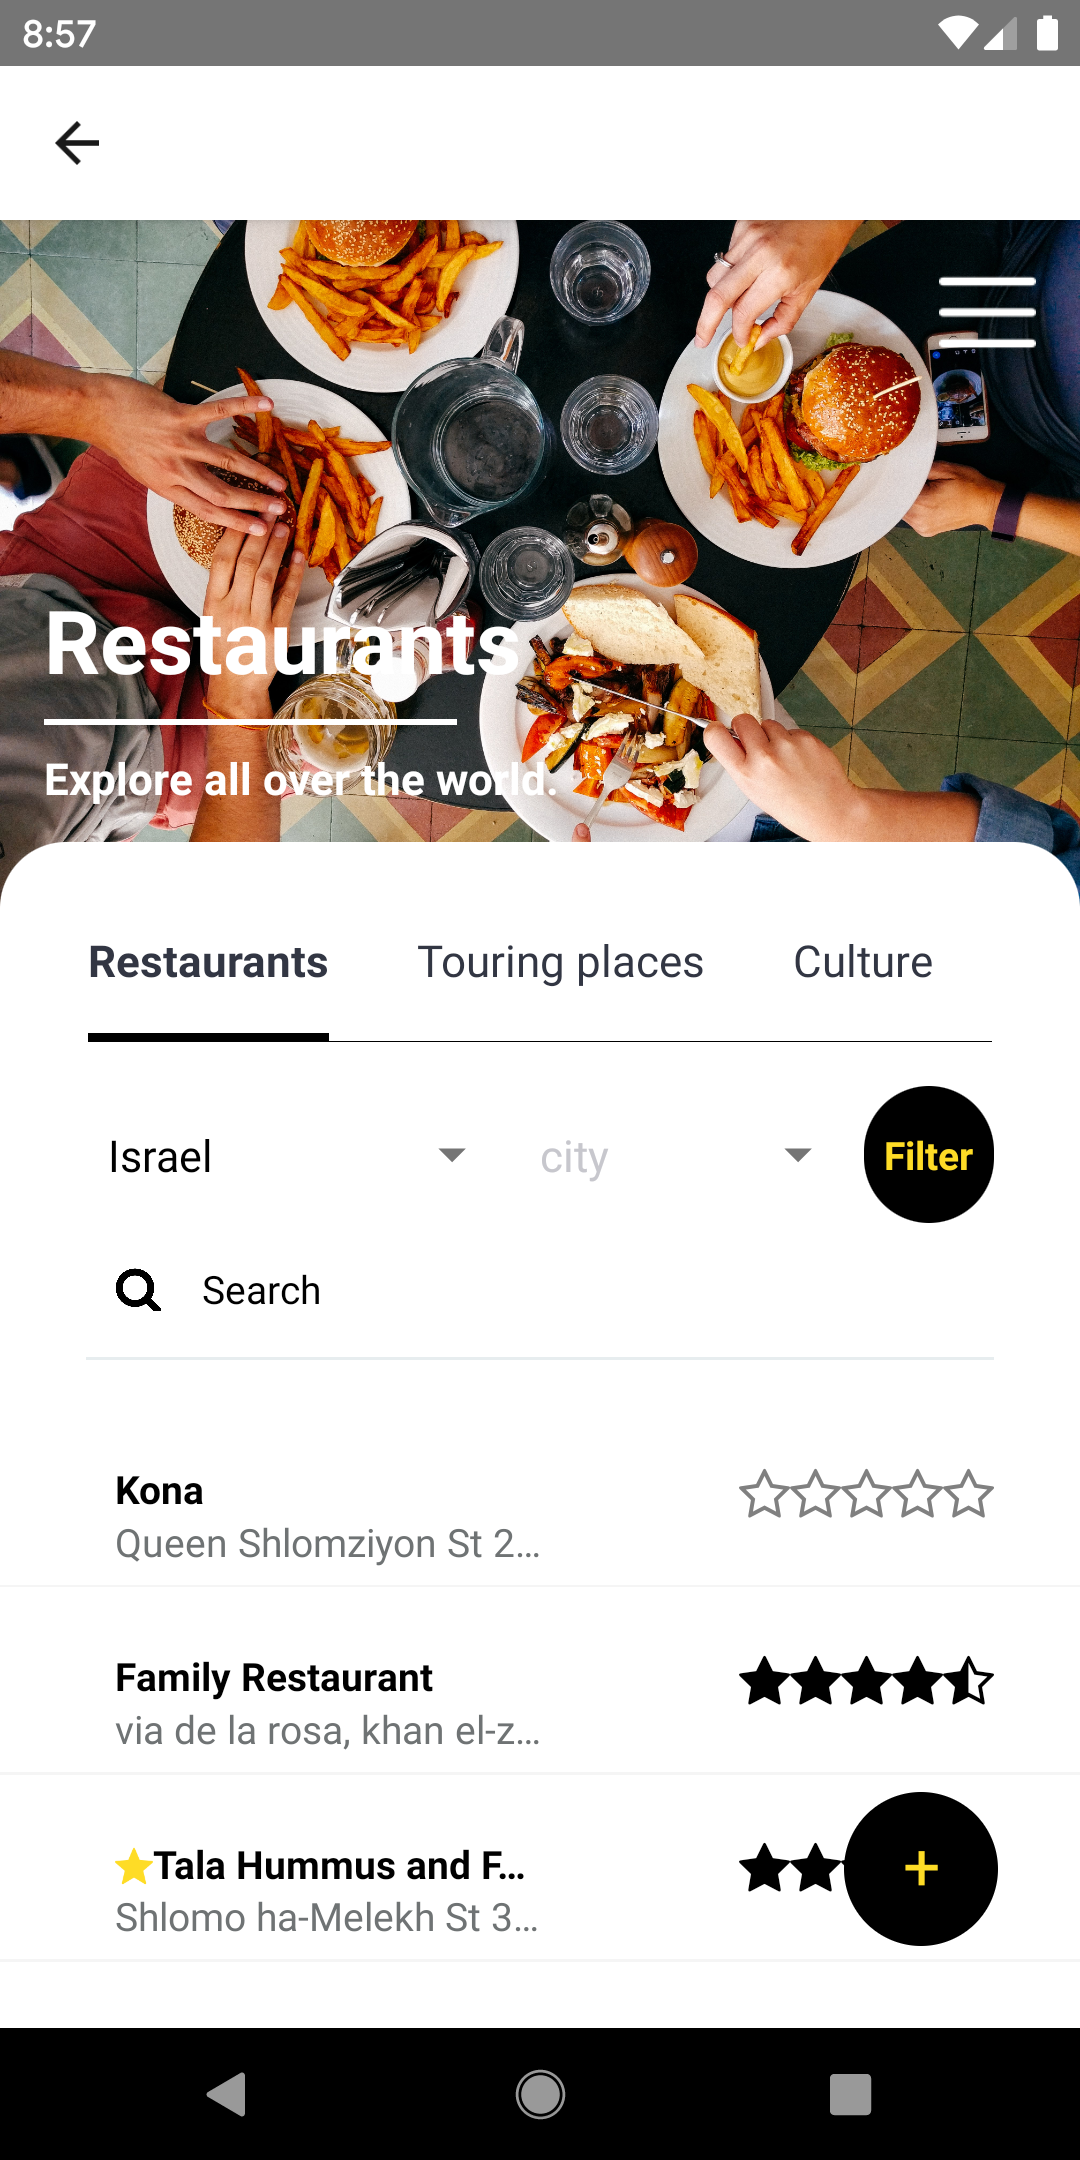 8:57
Restaurants
Explore all over the world.
Restaurants Touring places Culture
Israel city Filter
Search
Kona
Queen Shlomziyon St 2...
Family Restaurant
via de la rosa, khan el-z...
⭐Tala Hummus and F...
+
Shlomo ha-Melekh St 3...